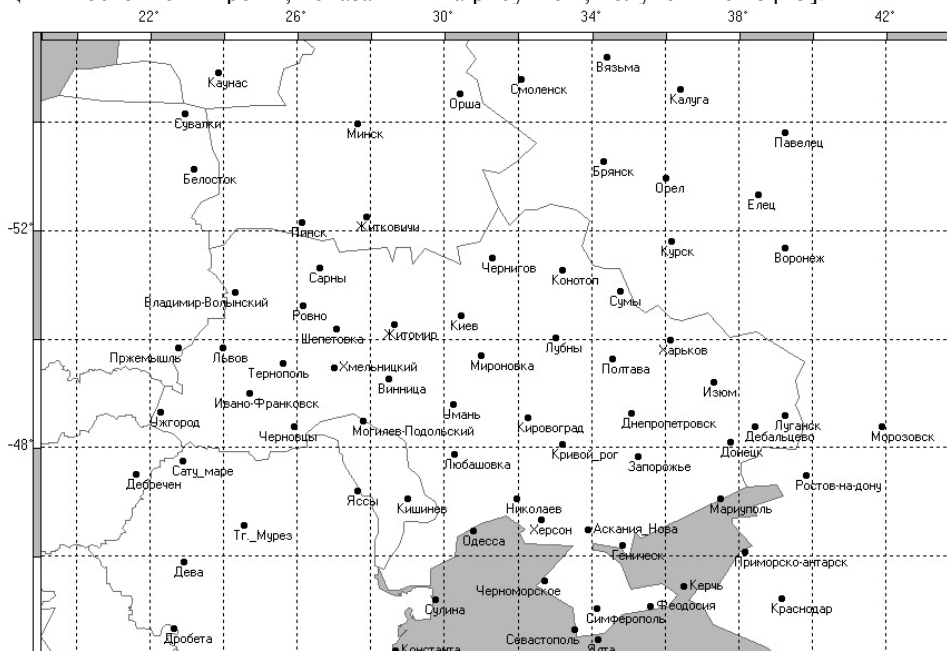 22° 26° 30° 34° 38° 42°
Вязьма
Каунас
Смоленск
Орша
Калуга
Сувалки
Минск
Павелец
Брянск
Белосток
Орел
Елец
-52°
Пинск
Житковичи
Курск
Чернигов
Воронеж
Сарны
Конотоп
Владимир-Волынский
Сумы
Ровно
Киев
Шепетовка
Житомир
Пржемышль
Львов
Лубны
Харьков
Тернополь
Хмельницкий
Мироновка
Полтава
Винница
Ивано-Франковск
Изюм
Ужгород
Умань
Черновцы
Могилев-Подольский
Кировоград
Днепропетровск
Луганск
Дебальцево
Морозовск
-48°
Донецк
Кривой_рог
Любашовка
Запорожье
Сату_маре
Дебречен
Ростов-на-дону
Яссы
Кишинев
Николаев
Мариуполь
Тг._Мурез
Одесса
Херсон
Аскания_Нова
Геническ
Приморско-ахтарск
Дева
Черноморское
Керчь
Сулина
Симферополь
Феодосия
Краснодар
Дробета
Севастополь
Ялта
Константа